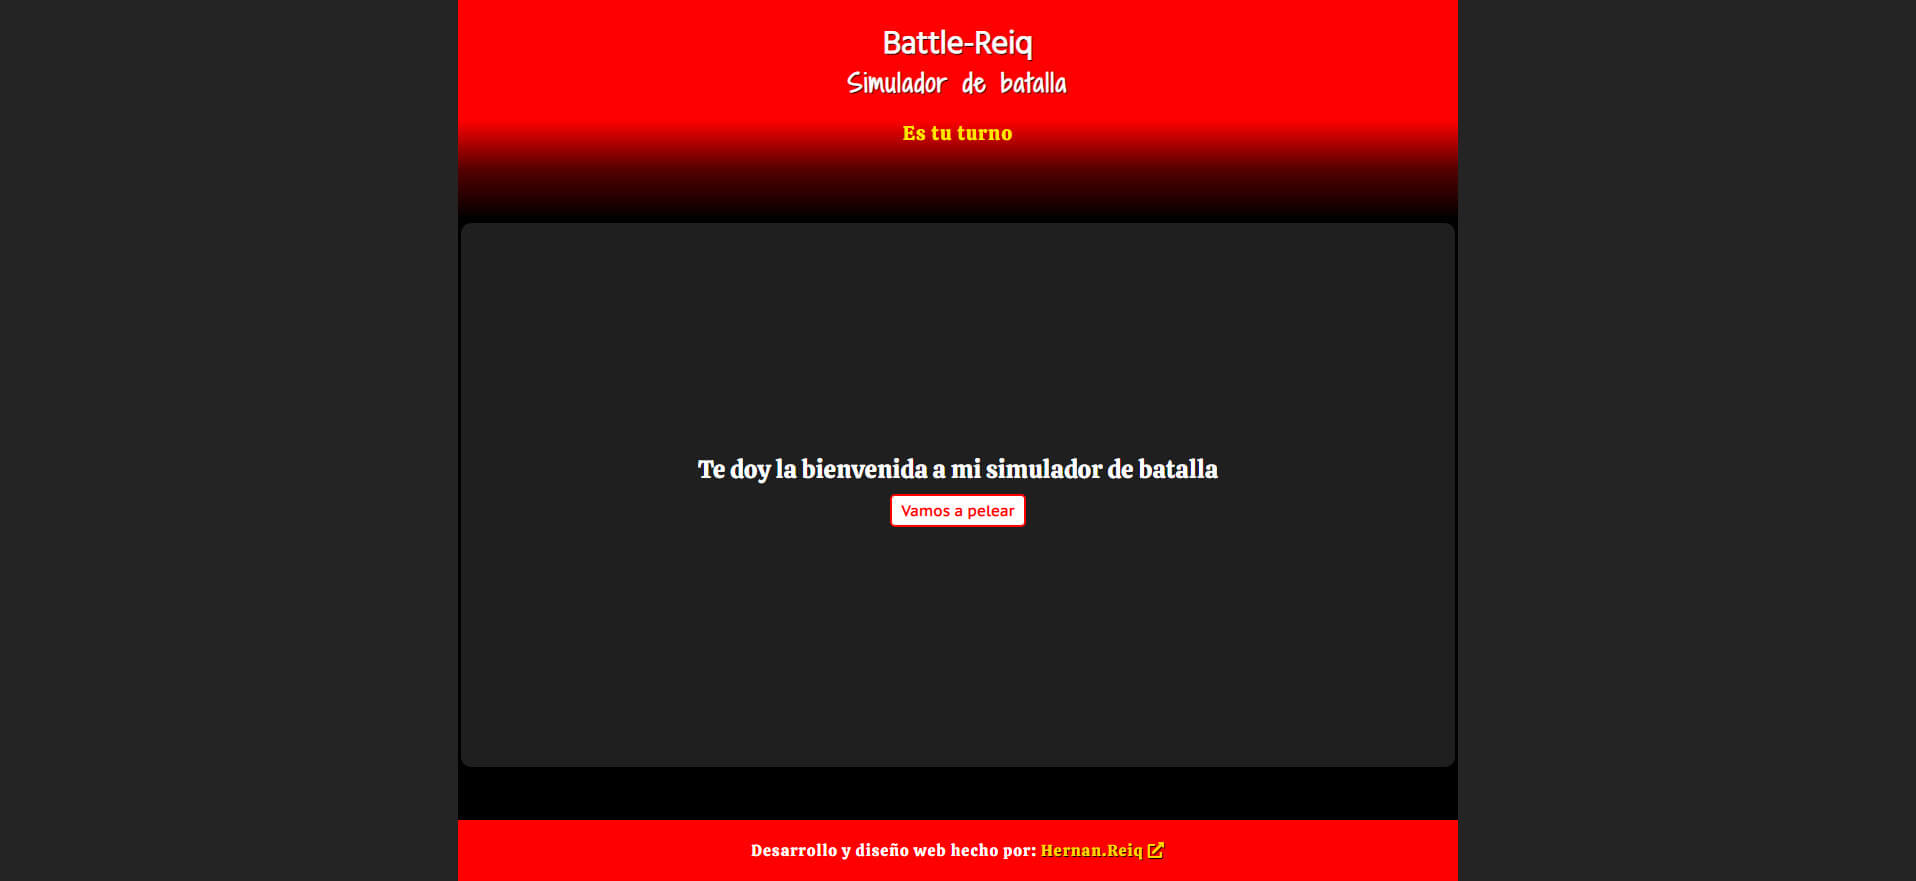 Battle-Reiq
Simulador de batalla
Es tu turno
Te doy la bienvenida a mi simulador de batalla
Vamos a pelear
Desarrollo y diseño web hecho por: Hernan.Reiq